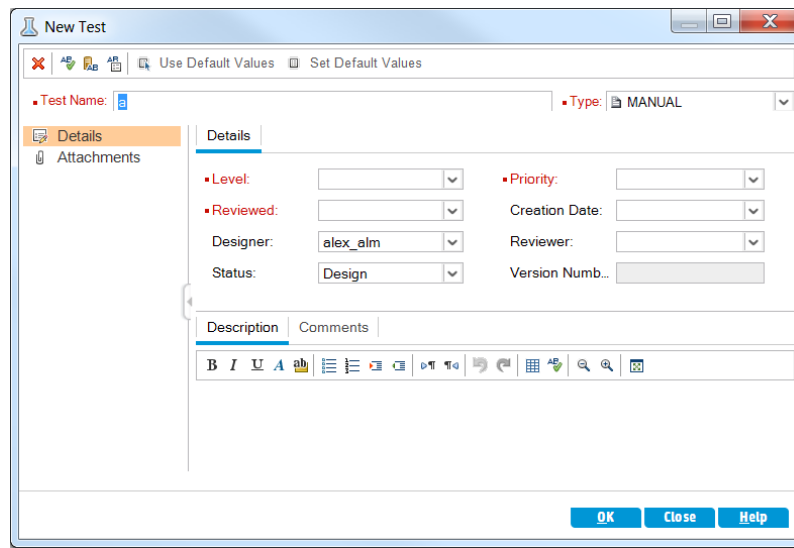 New Test
Use Default Values Set Default Values
Test Name: a Type: MANUAL
Details Details
Attachments
Level: Priority:
Reviewed: Creation Date:
Designer: alex_alm Reviewer:
Status: Design Version Numb...
Description Comments
B I U A ab
OK Close Help